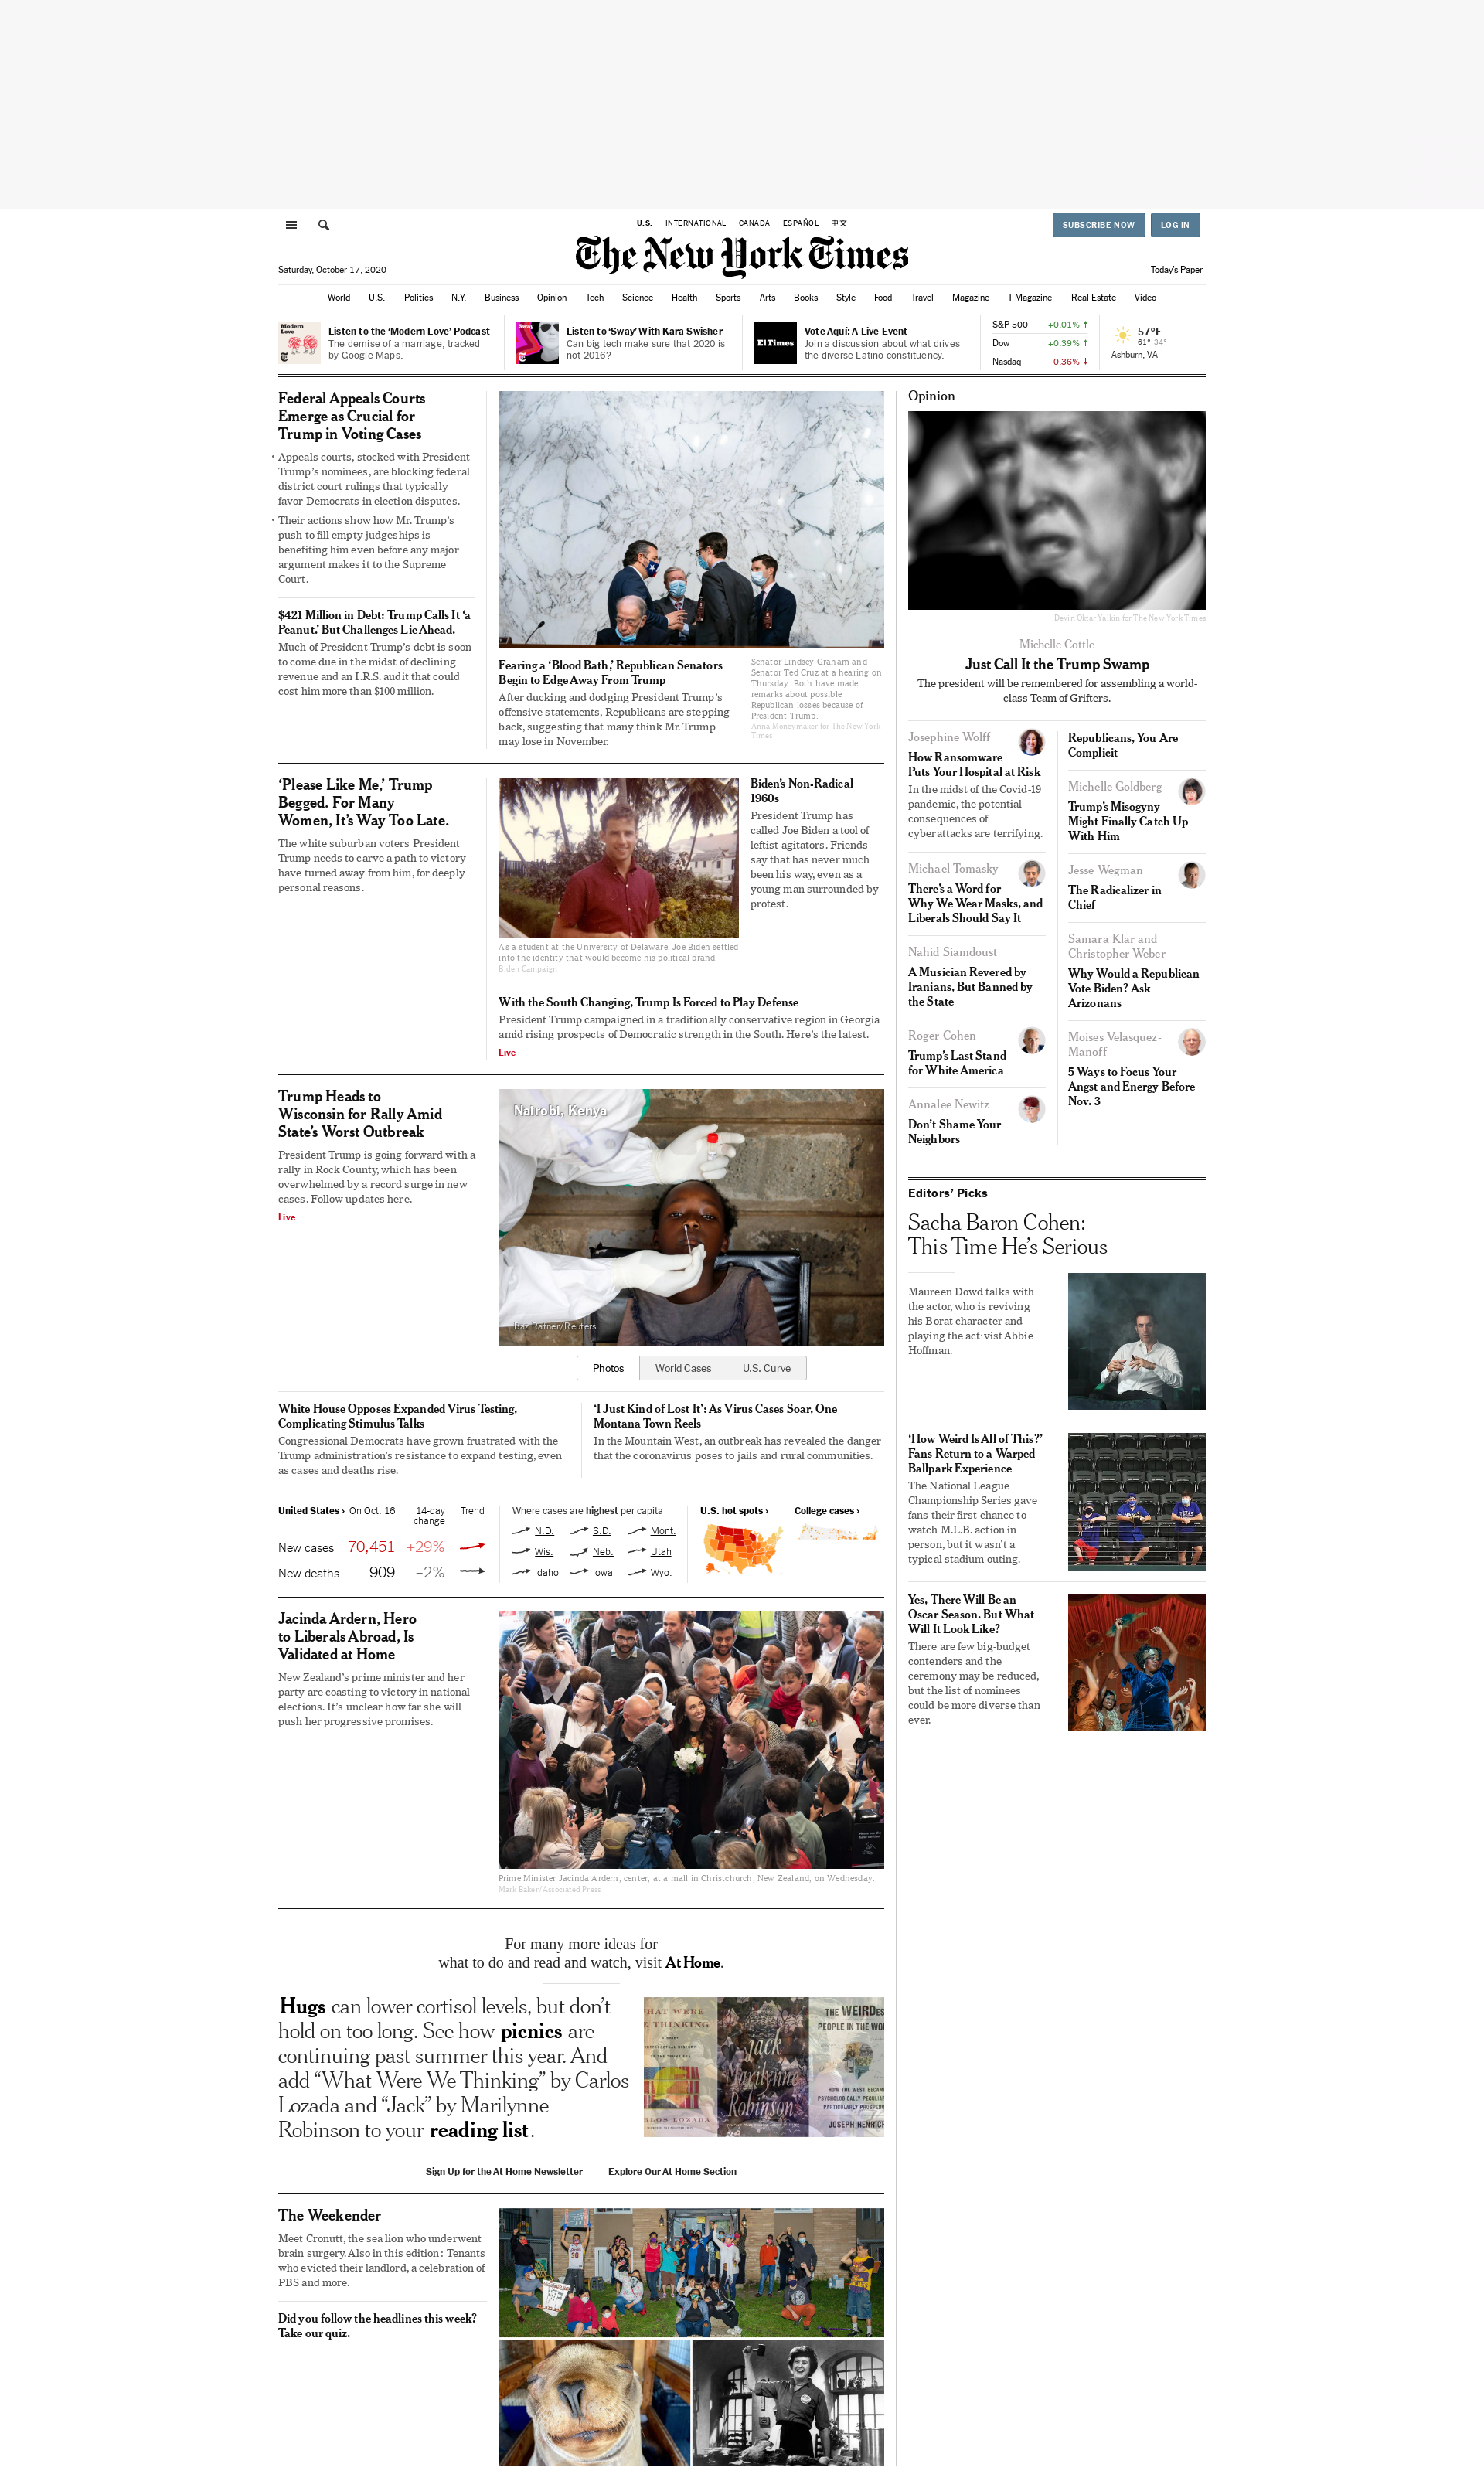 U.S. INTERNATIONAL CANADA ESPAÑOL 中文
SUBSCRIBE NOW LOG IN
The New York Times
Saturday, October 17, 2020
Today's Paper
World U.S. Politics N.Y. Business Opinion Tech Science Health Sports Arts Books Style Food Travel Magazine T Magazine Real Estate Video
Modern
Love
Listen to the ‘Modern Love’ Podcast
The demise of a marriage, tracked
by Google Maps.
Sway
Listen to ‘Sway’ With Kara Swisher
Can big tech make sure that 2020 is
not 2016?
El Times
Vote Aquí: A Live Event
Join a discussion about what drives
the diverse Latino constituency.
S&P 500 +0.01% ↑
Dow +0.39% ↑
Nasdaq -0.36% ↓
57°F
61° 34°
Ashburn, VA
Federal Appeals Courts
Emerge as Crucial for
Trump in Voting Cases
• Appeals courts, stocked with President
Trump’s nominees, are blocking federal
district court rulings that typically
favor Democrats in election disputes.
• Their actions show how Mr. Trump’s
push to fill empty judgeships is
benefiting him even before any major
argument makes it to the Supreme
Court.
$421 Million in Debt: Trump Calls It ‘a
Peanut.’ But Challenges Lie Ahead.
Much of President Trump’s debt is soon
to come due in the midst of declining
revenue and an I.R.S. audit that could
cost him more than $100 million.
Fearing a ‘Blood Bath,’ Republican Senators
Begin to Edge Away From Trump
After ducking and dodging President Trump’s
offensive statements, Republicans are stepping
back, suggesting that many think Mr. Trump
may lose in November.
Senator Lindsey Graham and
Senator Ted Cruz at a hearing on
Thursday. Both have made
remarks about possible
Republican losses because of
President Trump.
Anna Moneymaker for The New York
Times
‘Please Like Me,’ Trump
Begged. For Many
Women, It’s Way Too Late.
The white suburban voters President
Trump needs to carve a path to victory
have turned away from him, for deeply
personal reasons.
As a student at the University of Delaware, Joe Biden settled
into the identity that would become his political brand.
Biden Campaign
Biden’s Non-Radical
1960s
President Trump has
called Joe Biden a tool of
leftist agitators. Friends
say that has never much
been his way, even as a
young man surrounded by
protest.
With the South Changing, Trump Is Forced to Play Defense
President Trump campaigned in a traditionally conservative region in Georgia
amid rising prospects of Democratic strength in the South. Here’s the latest.
Live
Trump Heads to
Wisconsin for Rally Amid
State’s Worst Outbreak
President Trump is going forward with a
rally in Rock County, which has been
overwhelmed by a record surge in new
cases. Follow updates here.
Live
Nairobi, Kenya
Baz Ratner/Reuters
Photos World Cases U.S. Curve
White House Opposes Expanded Virus Testing,
Complicating Stimulus Talks
Congressional Democrats have grown frustrated with the
Trump administration’s resistance to expand testing, even
as cases and deaths rise.
‘I Just Kind of Lost It’: As Virus Cases Soar, One
Montana Town Reels
In the Mountain West, an outbreak has revealed the danger
that the coronavirus poses to jails and rural communities.
United States › On Oct. 16 14-day Trend
change
New cases 70,451 +29%
New deaths 909 –2%
Where cases are highest per capita
N.D. S.D. Mont.
Wis. Neb. Utah
Idaho Iowa Wyo.
U.S. hot spots › College cases ›
Jacinda Ardern, Hero
to Liberals Abroad, Is
Validated at Home
New Zealand’s prime minister and her
party are coasting to victory in national
elections. It’s unclear how far she will
push her progressive promises.
Prime Minister Jacinda Ardern, center, at a mall in Christchurch, New Zealand, on Wednesday.
Mark Baker/Associated Press
For many more ideas for
what to do and read and watch, visit At Home.
Hugs can lower cortisol levels, but don’t
hold on too long. See how picnics are
continuing past summer this year. And
add “What Were We Thinking” by Carlos
Lozada and “Jack” by Marilynne
Robinson to your reading list.
HAT WERE
E THINKING
RLOS LOZADA
jack
Marilynne
Robinson
THE WEIRDes
PEOPLE IN THE WO
HOW THE WEST BECAM
PSYCHOLOGICALLY PECULIA
PARTICULARLY PROSPERO
JOSEPH HENRICH
Sign Up for the At Home Newsletter Explore Our At Home Section
The Weekender
Meet Cronutt, the sea lion who underwent
brain surgery. Also in this edition: Tenants
who evicted their landlord, a celebration of
PBS and more.
Did you follow the headlines this week?
Take our quiz.
Opinion
Devin Oktar Yalkin for The New York Times
Michelle Cottle
Just Call It the Trump Swamp
The president will be remembered for assembling a world-
class Team of Grifters.
Josephine Wolff
How Ransomware
Puts Your Hospital at Risk
In the midst of the Covid-19
pandemic, the potential
consequences of
cyberattacks are terrifying.
Michael Tomasky
There’s a Word for
Why We Wear Masks, and
Liberals Should Say It
Nahid Siamdoust
A Musician Revered by
Iranians, But Banned by
the State
Roger Cohen
Trump’s Last Stand
for White America
Annalee Newitz
Don’t Shame Your
Neighbors
Republicans, You Are
Complicit
Michelle Goldberg
Trump’s Misogyny
Might Finally Catch Up
With Him
Jesse Wegman
The Radicalizer in
Chief
Samara Klar and
Christopher Weber
Why Would a Republican
Vote Biden? Ask
Arizonans
Moises Velasquez-
Manoff
5 Ways to Focus Your
Angst and Energy Before
Nov. 3
Editors’ Picks
Sacha Baron Cohen:
This Time He’s Serious
Maureen Dowd talks with
the actor, who is reviving
his Borat character and
playing the activist Abbie
Hoffman.
‘How Weird Is All of This?’
Fans Return to a Warped
Ballpark Experience
The National League
Championship Series gave
fans their first chance to
watch M.L.B. action in
person, but it wasn’t a
typical stadium outing.
Yes, There Will Be an
Oscar Season. But What
Will It Look Like?
There are few big-budget
contenders and the
ceremony may be reduced,
but the list of nominees
could be more diverse than
ever.